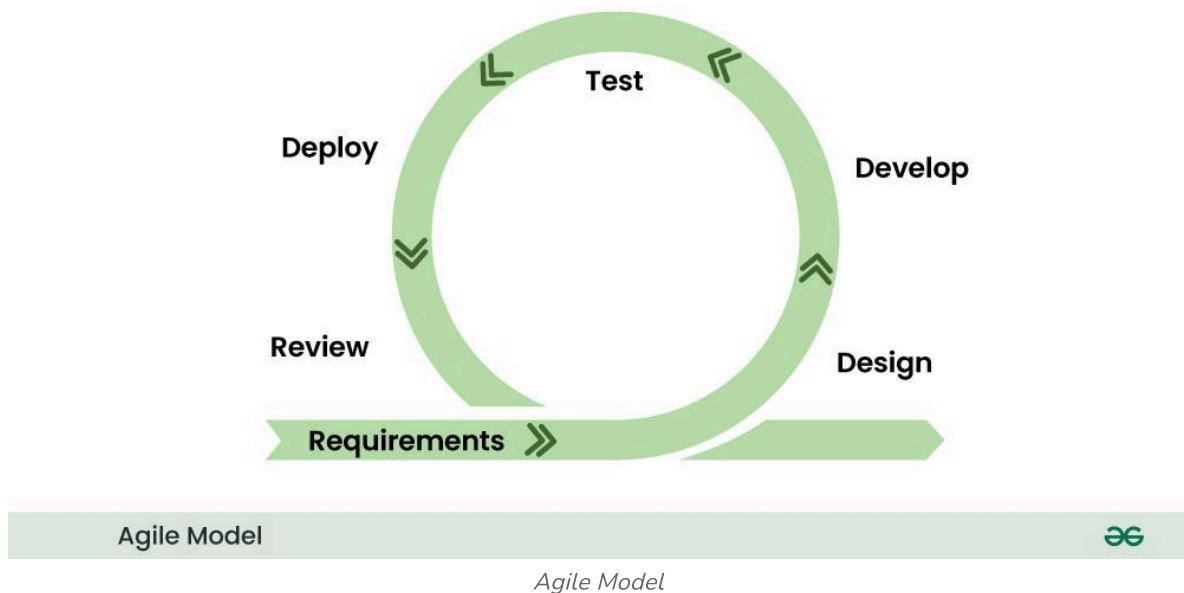 Test
Deploy
Develop
Review
Design
Requirements
Agile Model
Agile Model